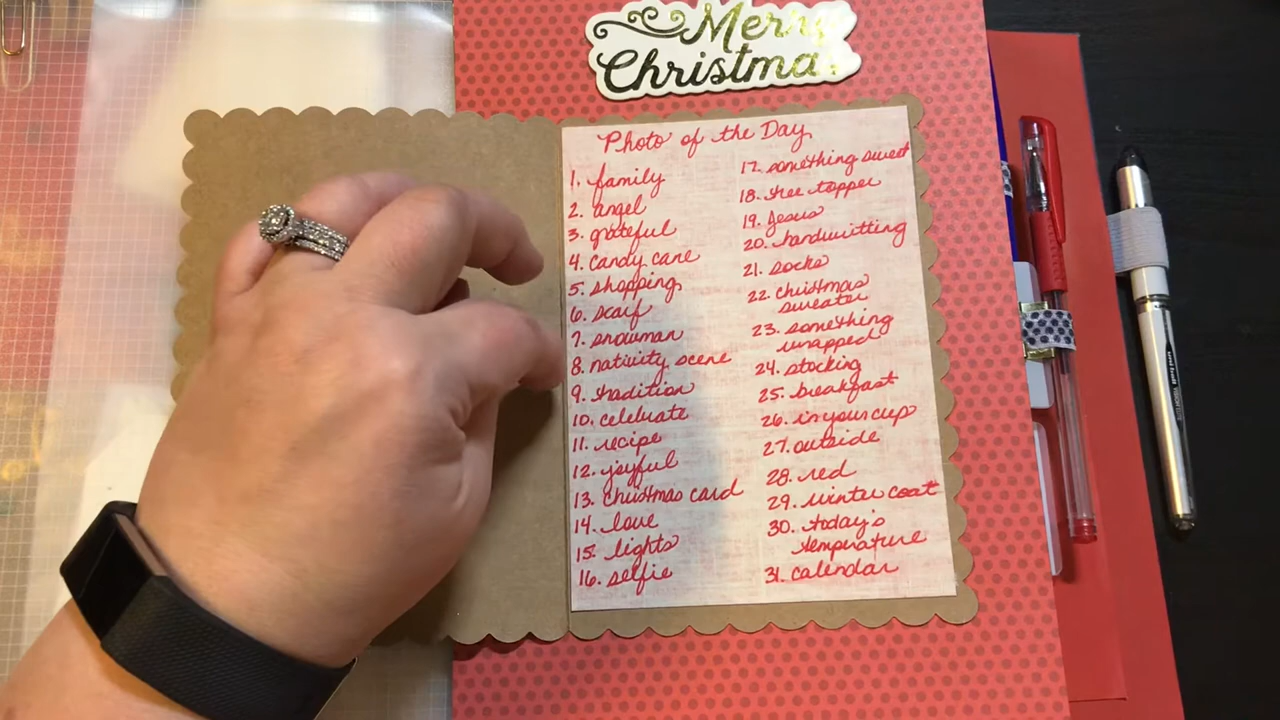 Merry
Christmas
Photo of the Day
1. family
2. angel
3. grateful
4. candy cane
5. shopping
6. scarf
7. snowman
8. nativity scene
9. tradition
10. celebrate
11. recipe
12. joyful
13. Christmas card
14. love
15. lights
16. selfie
17. something sweet
18. tree topper
19. Jesus
20. handwritting
21. socks
22. christmas
sweater
23. something
wrapped
24. stocking
25. breakfast
26. in your cup
27. outside
28. red
29. winter coat
30. today's
temperature
31. calendar